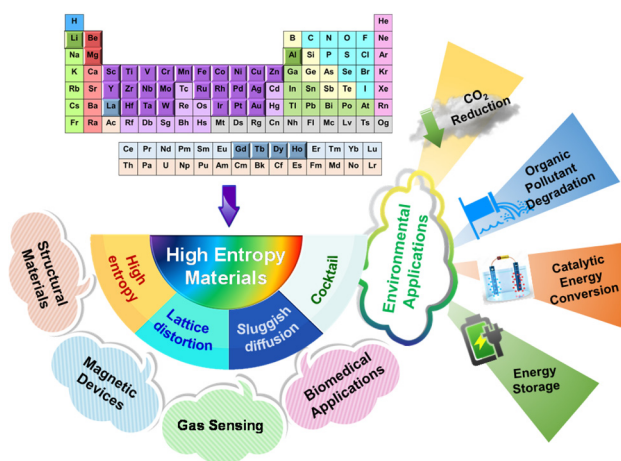 H He
Li Be B C N O F Ne
Na Mg Al Si P S Cl Ar
K Ca Sc Ti V Cr Mn Fe Co Ni Cu Zn Ga Ge As Se Br Kr
Rb Sr Y Zr Nb Mo Tc Ru Rh Pd Ag Cd In Sn Sb Te I Xe
Cs Ba La Hf Ta W Re Os Ir Pt Au Hg Tl Pb Bi Po At Rn
Fr Ra Ac Rf Db Sg Bh Hs Mt Ds Rg Cn Nh Fl Mc Lv Ts Og
Ce Pr Nd Pm Sm Eu Gd Tb Dy Ho Er Tm Yb Lu
Th Pa U Np Pu Am Cm Bk Cf Es Fm Md No Lr
High Entropy
Materials
High
entropy
Lattice
distortion
Sluggish
diffusion
Cocktail
Structural
Materials
Magnetic
Devices
Gas Sensing
Biomedical
Applications
Environmental
Applications
CO₂
Reduction
Organic
Pollutant
Degradation
Catalytic
Energy
Conversion
Energy
Storage